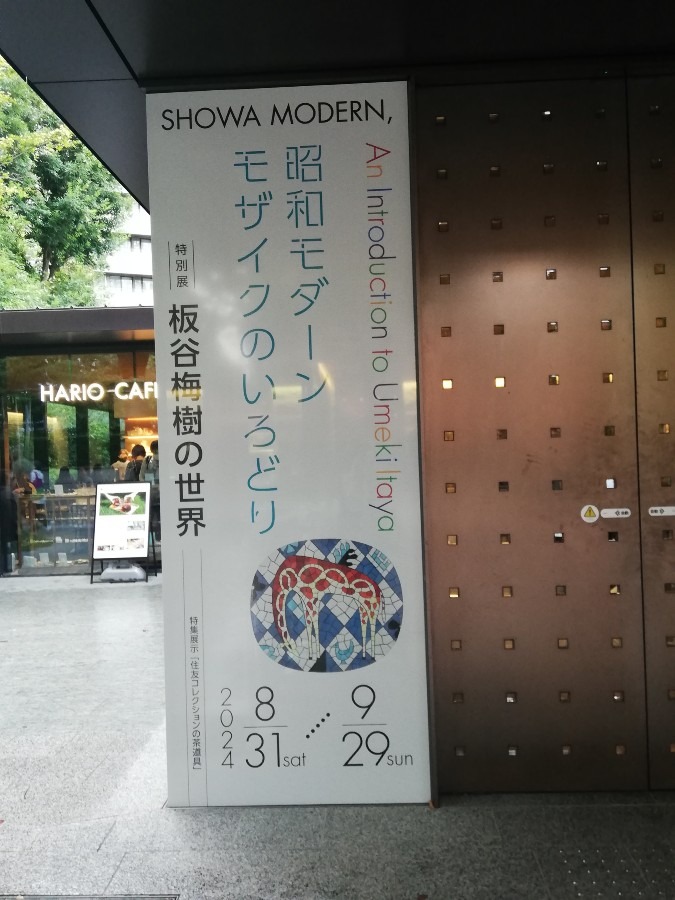 SHOWA MODERN,
An Introduction to Umeki Itaya
昭和モダーン
モザイクのいろどり
特別展
板谷梅樹の世界
特集展示「住友コレクションの茶道具」
2024
8/31sat
9/29sun
HARIO CAFE